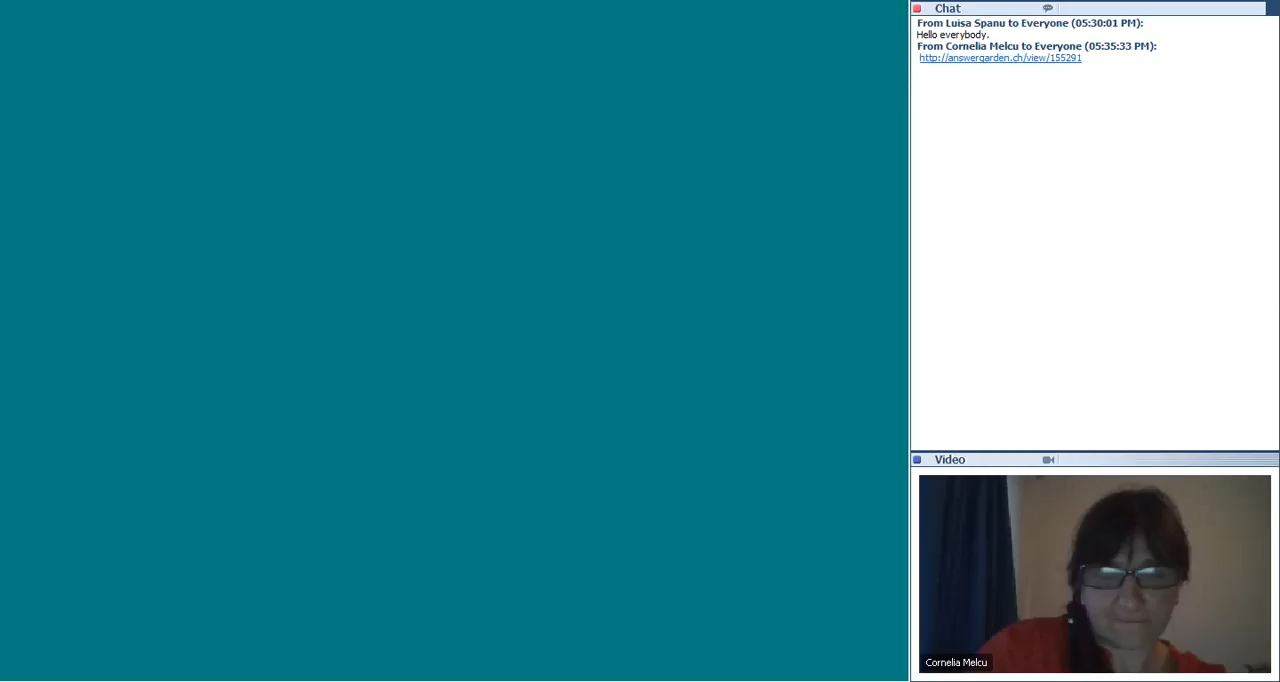 Chat
From Luisa Spanu to Everyone (05:30:01 PM):
Hello everybody.
From Cornelia Melcu to Everyone (05:35:33 PM):
http://answergarden.ch/view/155291
Video
Cornelia Melcu